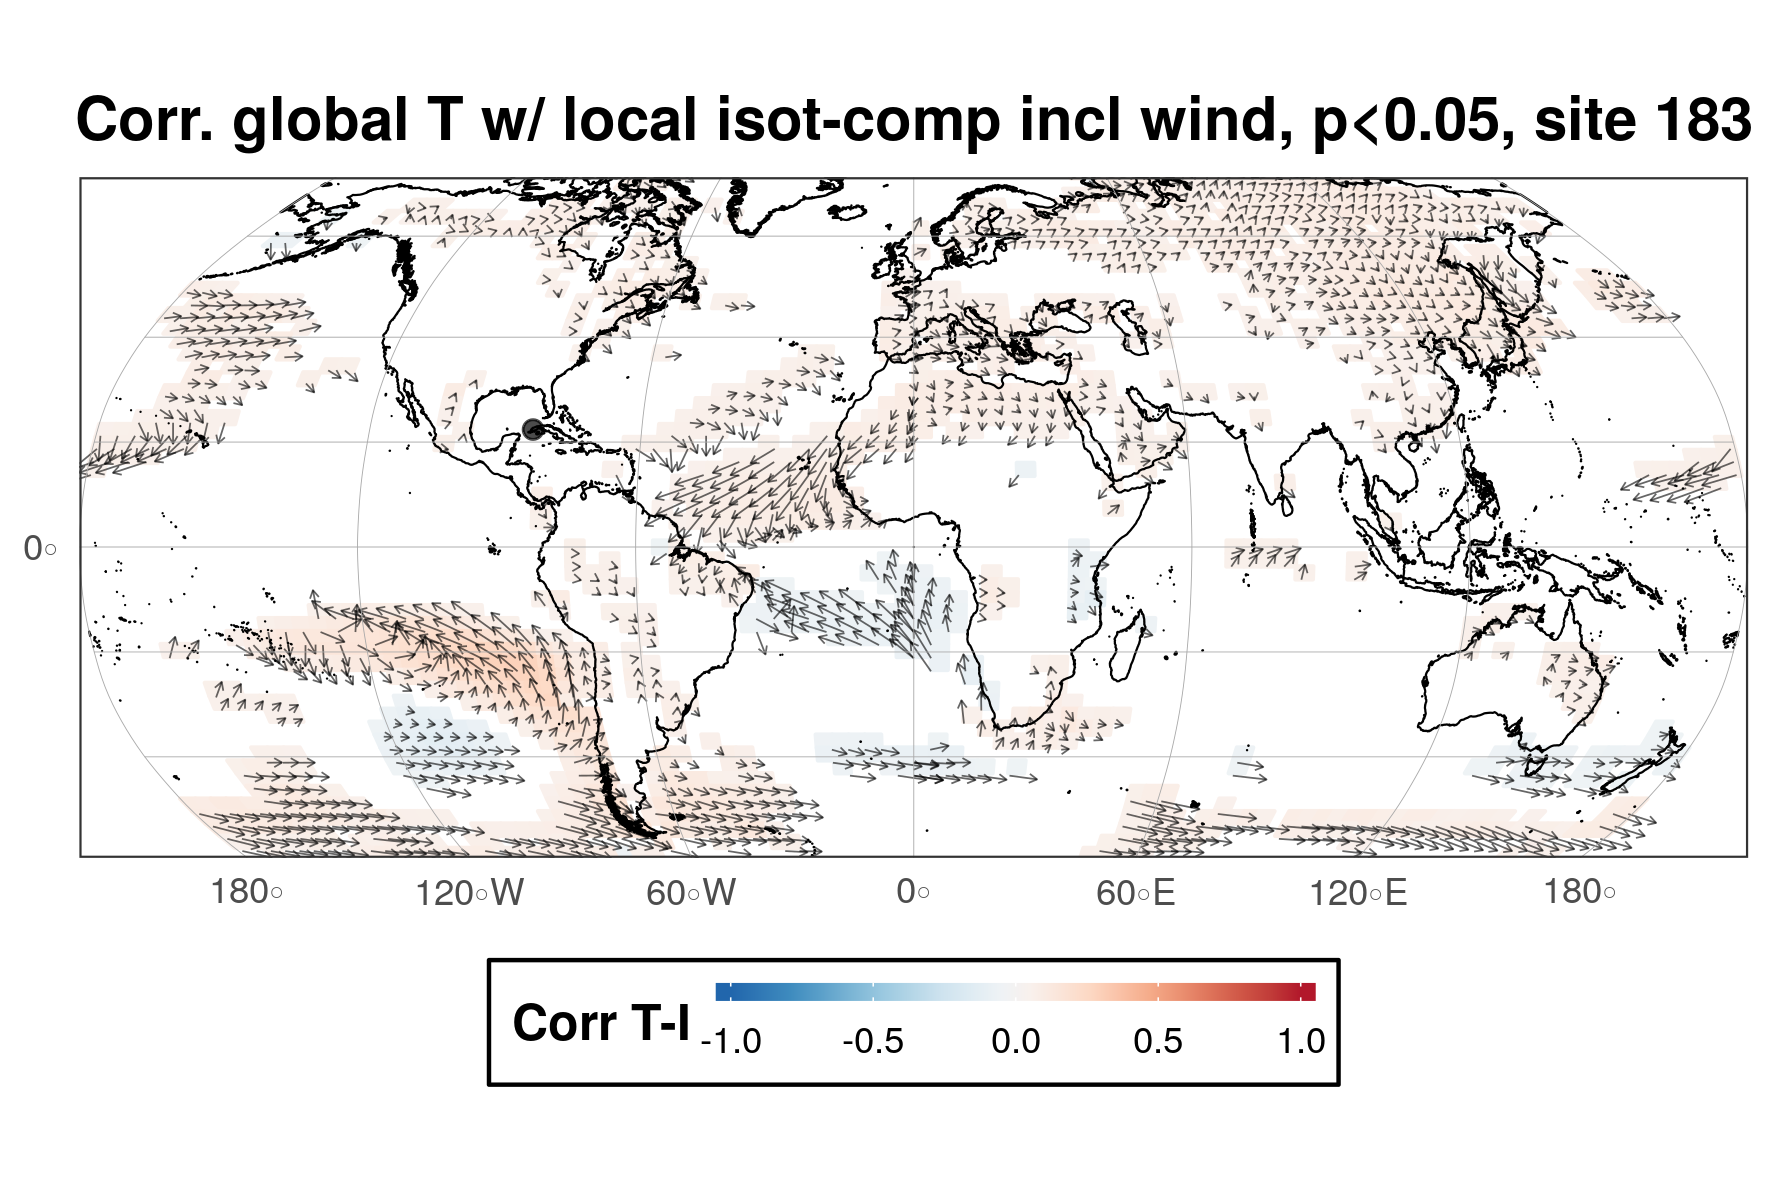 Corr. global T w/ local isot-comp incl wind, p<0.05, site 183
0○
180○ 120○W 60○W 0○ 60○E 120○E 180○
Corr T-I
-1.0 -0.5 0.0 0.5 1.0